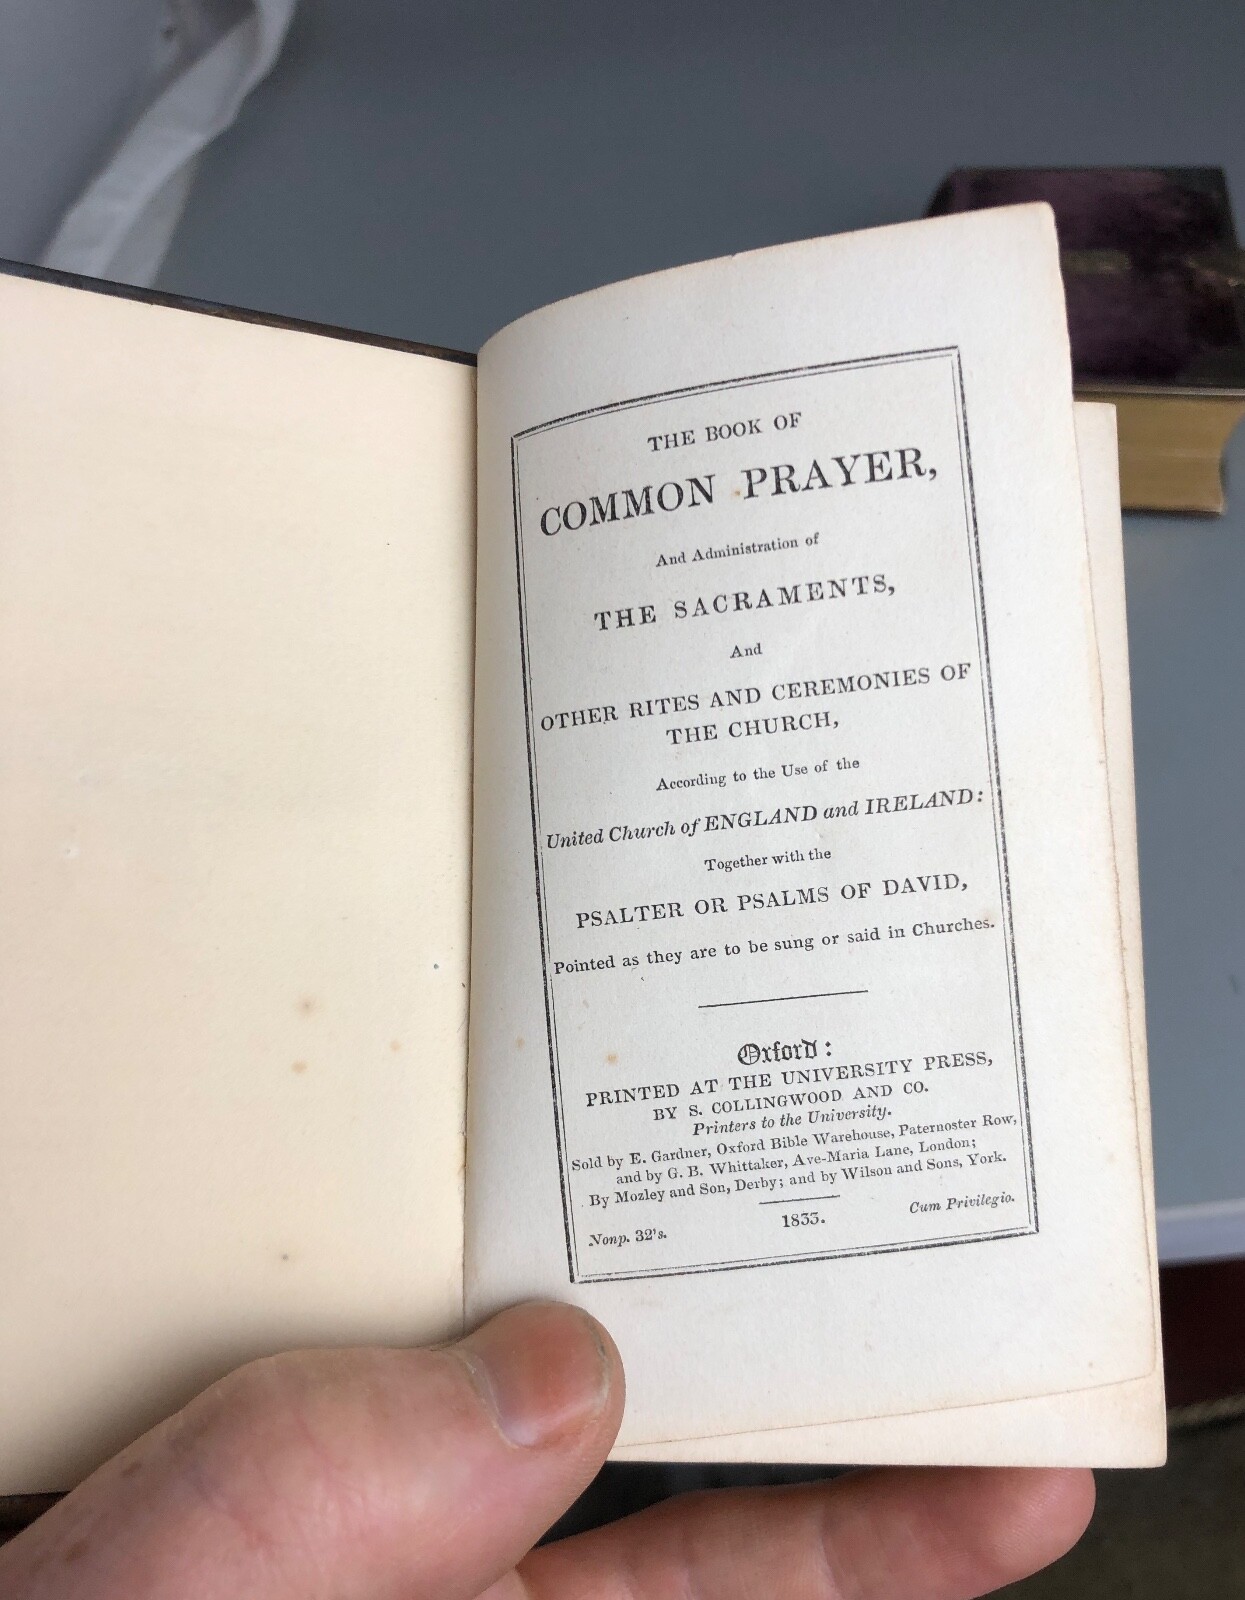 THE BOOK OF
COMMON PRAYER,
And Administration of
THE SACRAMENTS,
And
OTHER RITES AND CEREMONIES OF
THE CHURCH,
According to the Use of the
United Church of ENGLAND and IRELAND:
Together with the
PSALTER OR PSALMS OF DAVID,
Pointed as they are to be sung or said in Churches.
Oxford:
PRINTED AT THE UNIVERSITY PRESS,
BY S. COLLINGWOOD AND CO.
Printers to the University.
Sold by E. Gardner, Oxford Bible Warehouse, Paternoster Row,
and by G. B. Whittaker, Ave-Maria Lane, London;
By Mozley and Son, Derby; and by Wilson and Sons, York.
Nonp. 32's. 1833. Cum Privilegio.